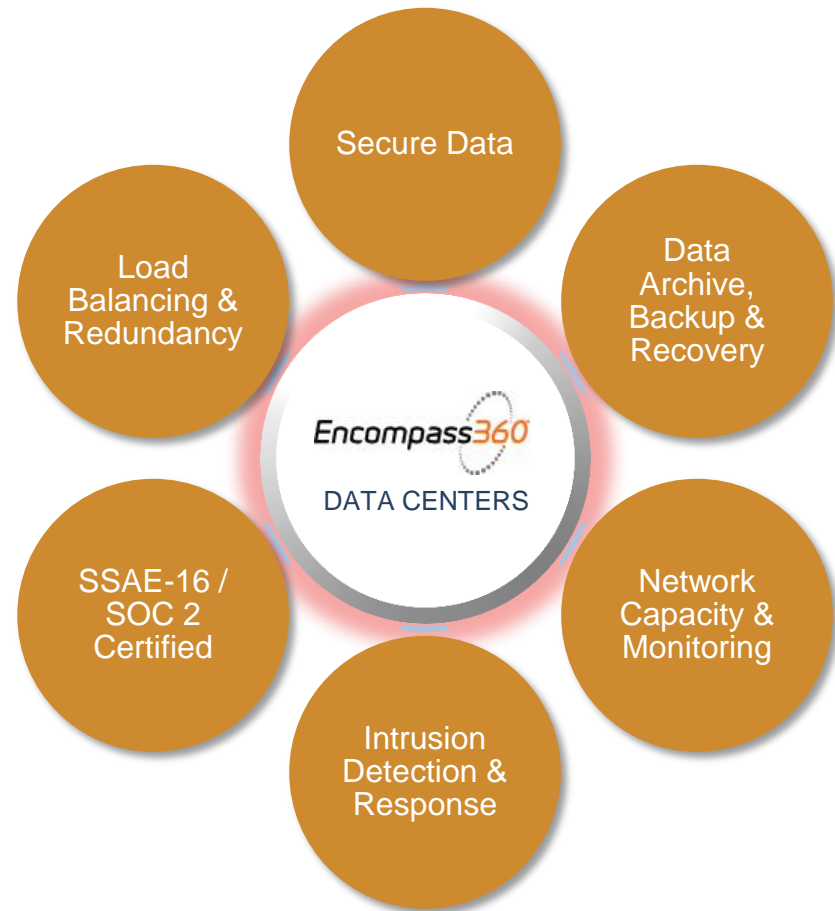 Secure Data
Data
Archive,
Backup &
Recovery
Network
Capacity &
Monitoring
Intrusion
Detection &
Response
SSAE-16 /
SOC 2
Certified
Load
Balancing &
Redundancy
Encompass360
DATA CENTERS